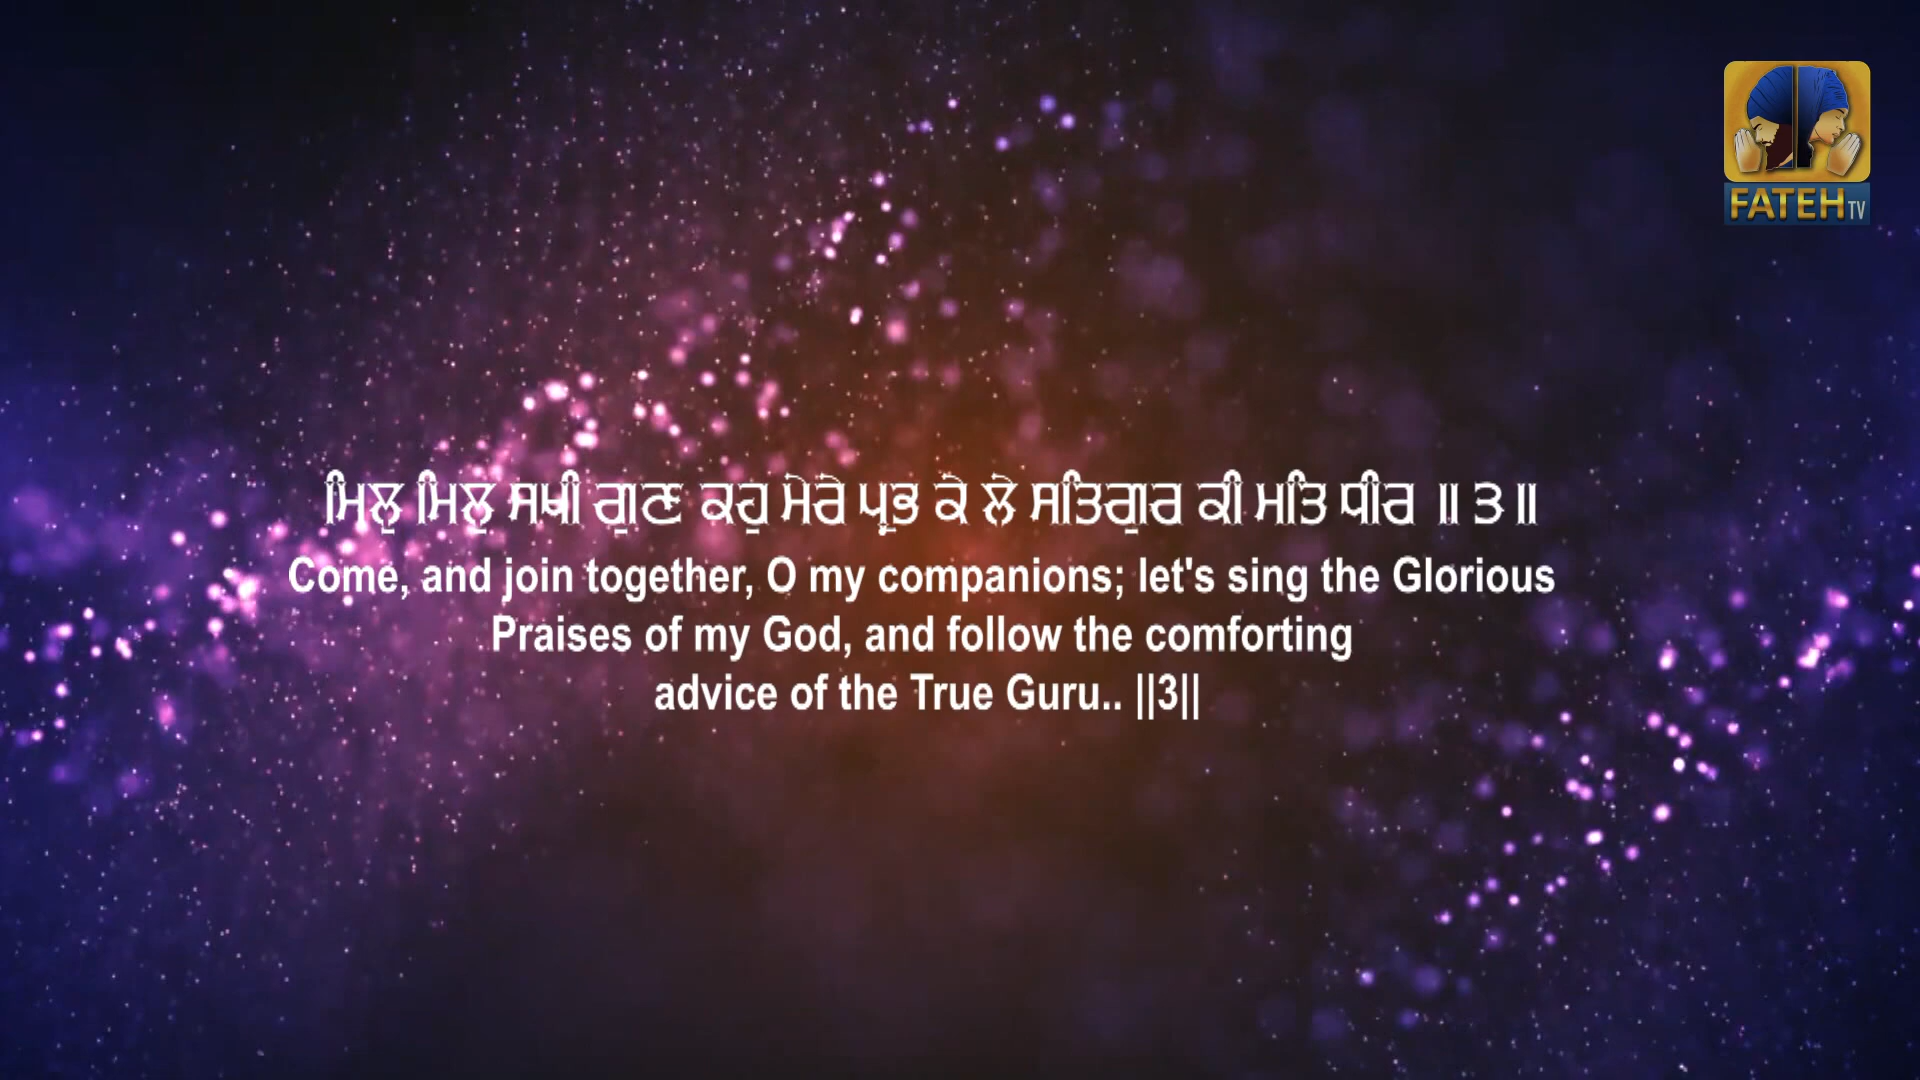 FATEH TV
ਮਿਲੁ ਮਿਲੁ ਸਖੀ ਗੁਣ ਕਹੁ ਮੇਰੇ ਪ੍ਰਭ ਕੇ ਲੇ ਸਤਿਗੁਰ ਕੀ ਮਤਿ ਧੀਰ ॥੩॥
Come, and join together, O my companions; let's sing the Glorious
Praises of my God, and follow the comforting
advice of the True Guru.. ||3||